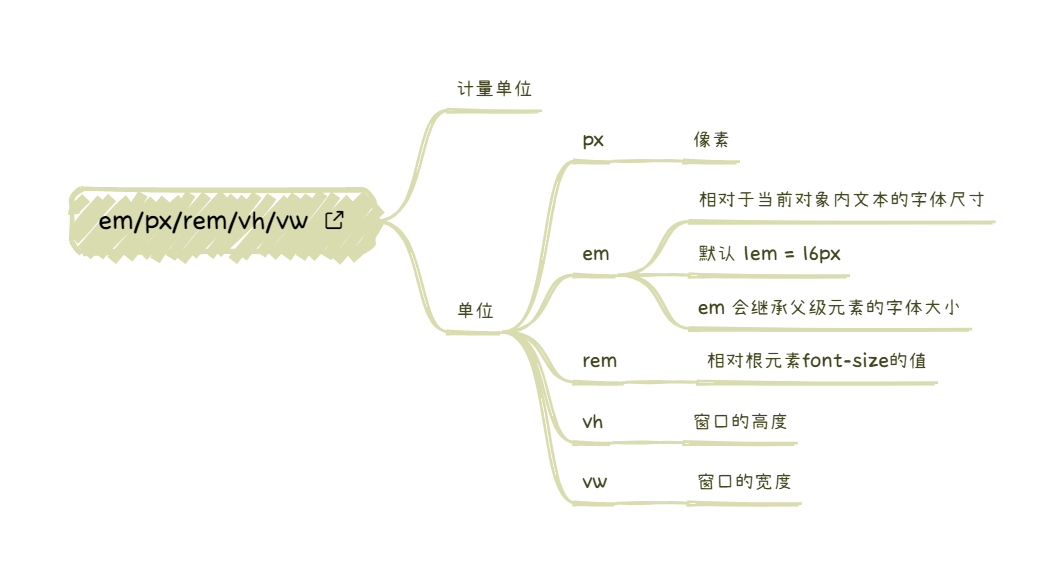 em/px/rem/vh/vw
计量单位
单位
px
像素
em
相对于当前对象内文本的字体尺寸
默认 1em = 16px
em 会继承父级元素的字体大小
rem
相对根元素font-size的值
vh
窗口的高度
vw
窗口的宽度